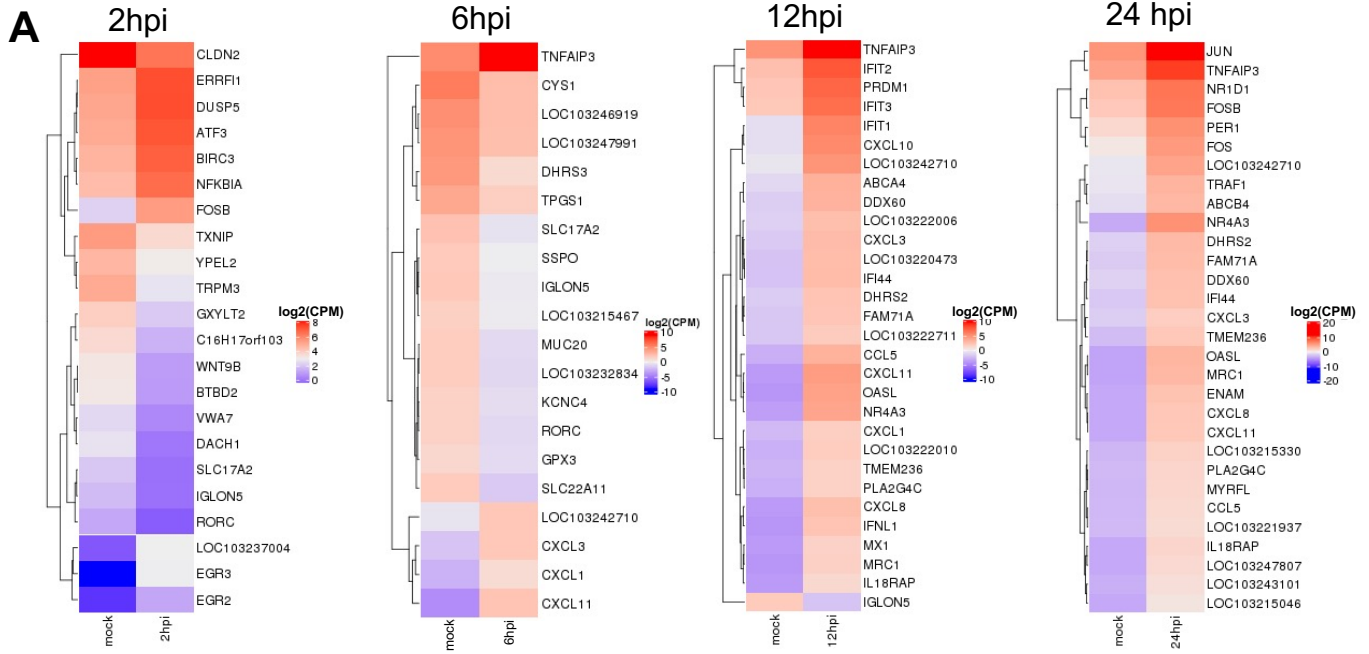 A
2hpi
CLDN2
ERRFI1
DUSP5
ATF3
BIRC3
NFKBIA
FOSB
TXNIP
YPEL2
TRPM3
GXYLT2
C16H17orf103
WNT9B
BTBD2
VWA7
DACH1
SLC17A2
IGLON5
RORC
LOC103237004
EGR3
EGR2
mock
2hpi
log2(CPM)
8
6
4
2
0
6hpi
TNFAIP3
CYS1
LOC103246919
LOC103247991
DHRS3
TPGS1
SLC17A2
SSPO
IGLON5
LOC103215467
MUC20
LOC103232834
KCNC4
RORC
GPX3
SLC22A11
LOC103242710
CXCL3
CXCL1
CXCL11
mock
6hpi
log2(CPM)
10
5
0
-5
-10
12hpi
TNFAIP3
IFIT2
PRDM1
IFIT3
IFIT1
CXCL10
LOC103242710
ABCA4
DDX60
LOC103222006
CXCL3
LOC103220473
IFI44
DHRS2
FAM71A
LOC103222711
CCL5
CXCL11
OASL
NR4A3
CXCL1
LOC103222010
TMEM236
PLA2G4C
CXCL8
IFNL1
MX1
MRC1
IL18RAP
IGLON5
mock
12hpi
log2(CPM)
10
5
0
-5
-10
24 hpi
JUN
TNFAIP3
NR1D1
FOSB
PER1
FOS
LOC103242710
TRAF1
ABCB4
NR4A3
DHRS2
FAM71A
DDX60
IFI44
CXCL3
TMEM236
OASL
MRC1
ENAM
CXCL8
CXCL11
LOC103215330
PLA2G4C
MYRFL
CCL5
LOC103221937
IL18RAP
LOC103247807
LOC103243101
LOC103215046
mock
24hpi
log2(CPM)
20
10
0
-10
-20